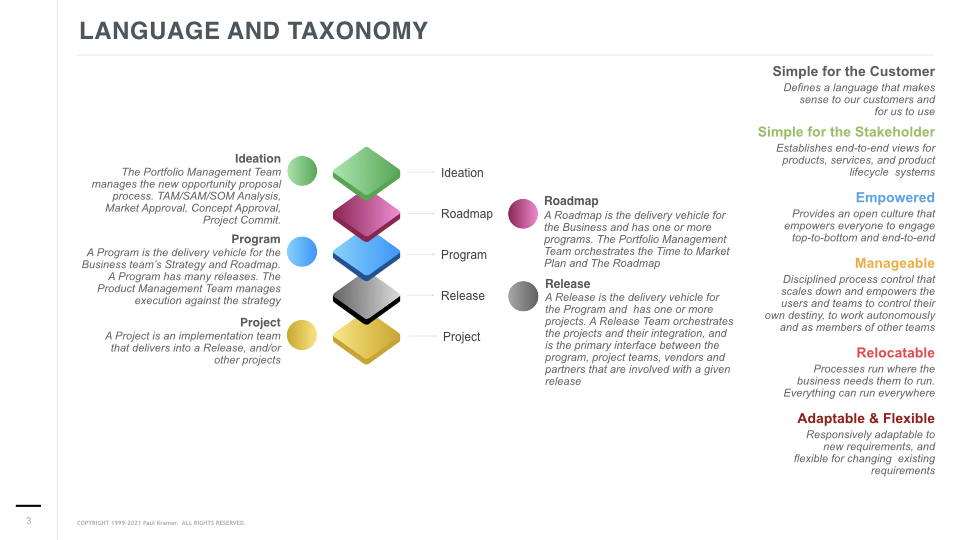 LANGUAGE AND TAXONOMY
Ideation
The Portfolio Management Team
manages the new opportunity proposal
process. TAM/SAM/SOM Analysis,
Market Approval, Concept Approval,
Project Commit.
Program
A Program is the delivery vehicle for the
Business team's Strategy and Roadmap.
A Program has many releases. The
Product Management Team manages
execution against the strategy
Project
A Project is an implementation team
that delivers into a Release, and/or
other projects
Ideation
Roadmap
Program
Release
Project
Roadmap
A Roadmap is the delivery vehicle for
the Business and has one or more
programs. The Portfolio Management
Team orchestrates the Time to Market
Plan and The Roadmap
Release
A Release is the delivery vehicle for
the Program and  has one or more
projects. A Release Team orchestrates
the projects and their integration, and
is the primary interface between the
program, project teams, vendors and
partners that are involved with a given
release
Simple for the Customer
Defines a language that makes
sense to our customers and
for us to use
Simple for the Stakeholder
Establishes end-to-end views for
products, services, and product
lifecycle  systems
Empowered
Provides an open culture that
empowers everyone to engage
top-to-bottom and end-to-end
Manageable
Disciplined process control that
scales down and empowers the
users and teams to control their
own destiny, to work autonomously
and as members of other teams
Relocatable
Processes run where the
business needs them to run.
Everything can run everywhere
Adaptable & Flexible
Responsively adaptable to
new requirements, and
flexible for changing  existing
requirements
3
COPYRIGHT 1999-2021 Paul Kramer.  ALL RIGHTS RESERVED.